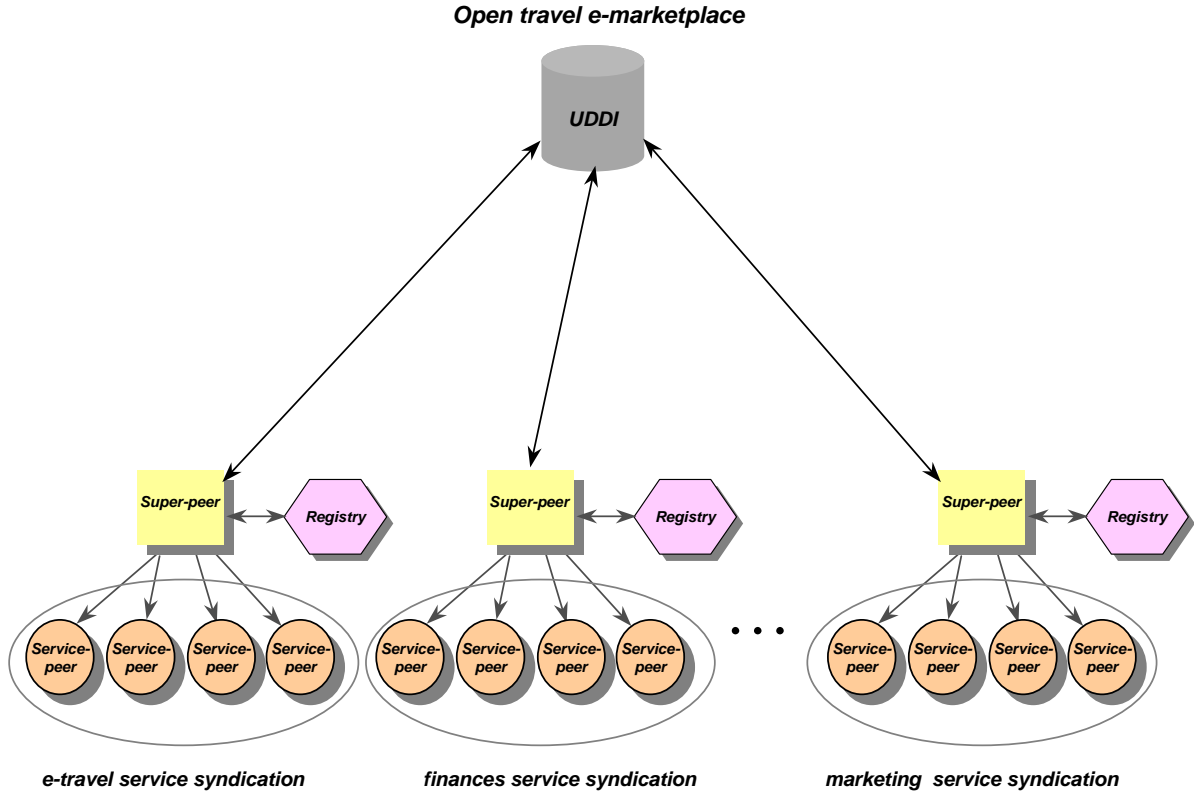 Open travel e-marketplace
UDDI
Super-peer
Registry
Super-peer
Registry
Super-peer
Registry
Service-
peer
Service-
peer
Service-
peer
Service-
peer
Service-
peer
Service-
peer
Service-
peer
Service-
peer
• • •
Service-
peer
Service-
peer
Service-
peer
Service-
peer
e-travel service syndication
finances service syndication
marketing service syndication